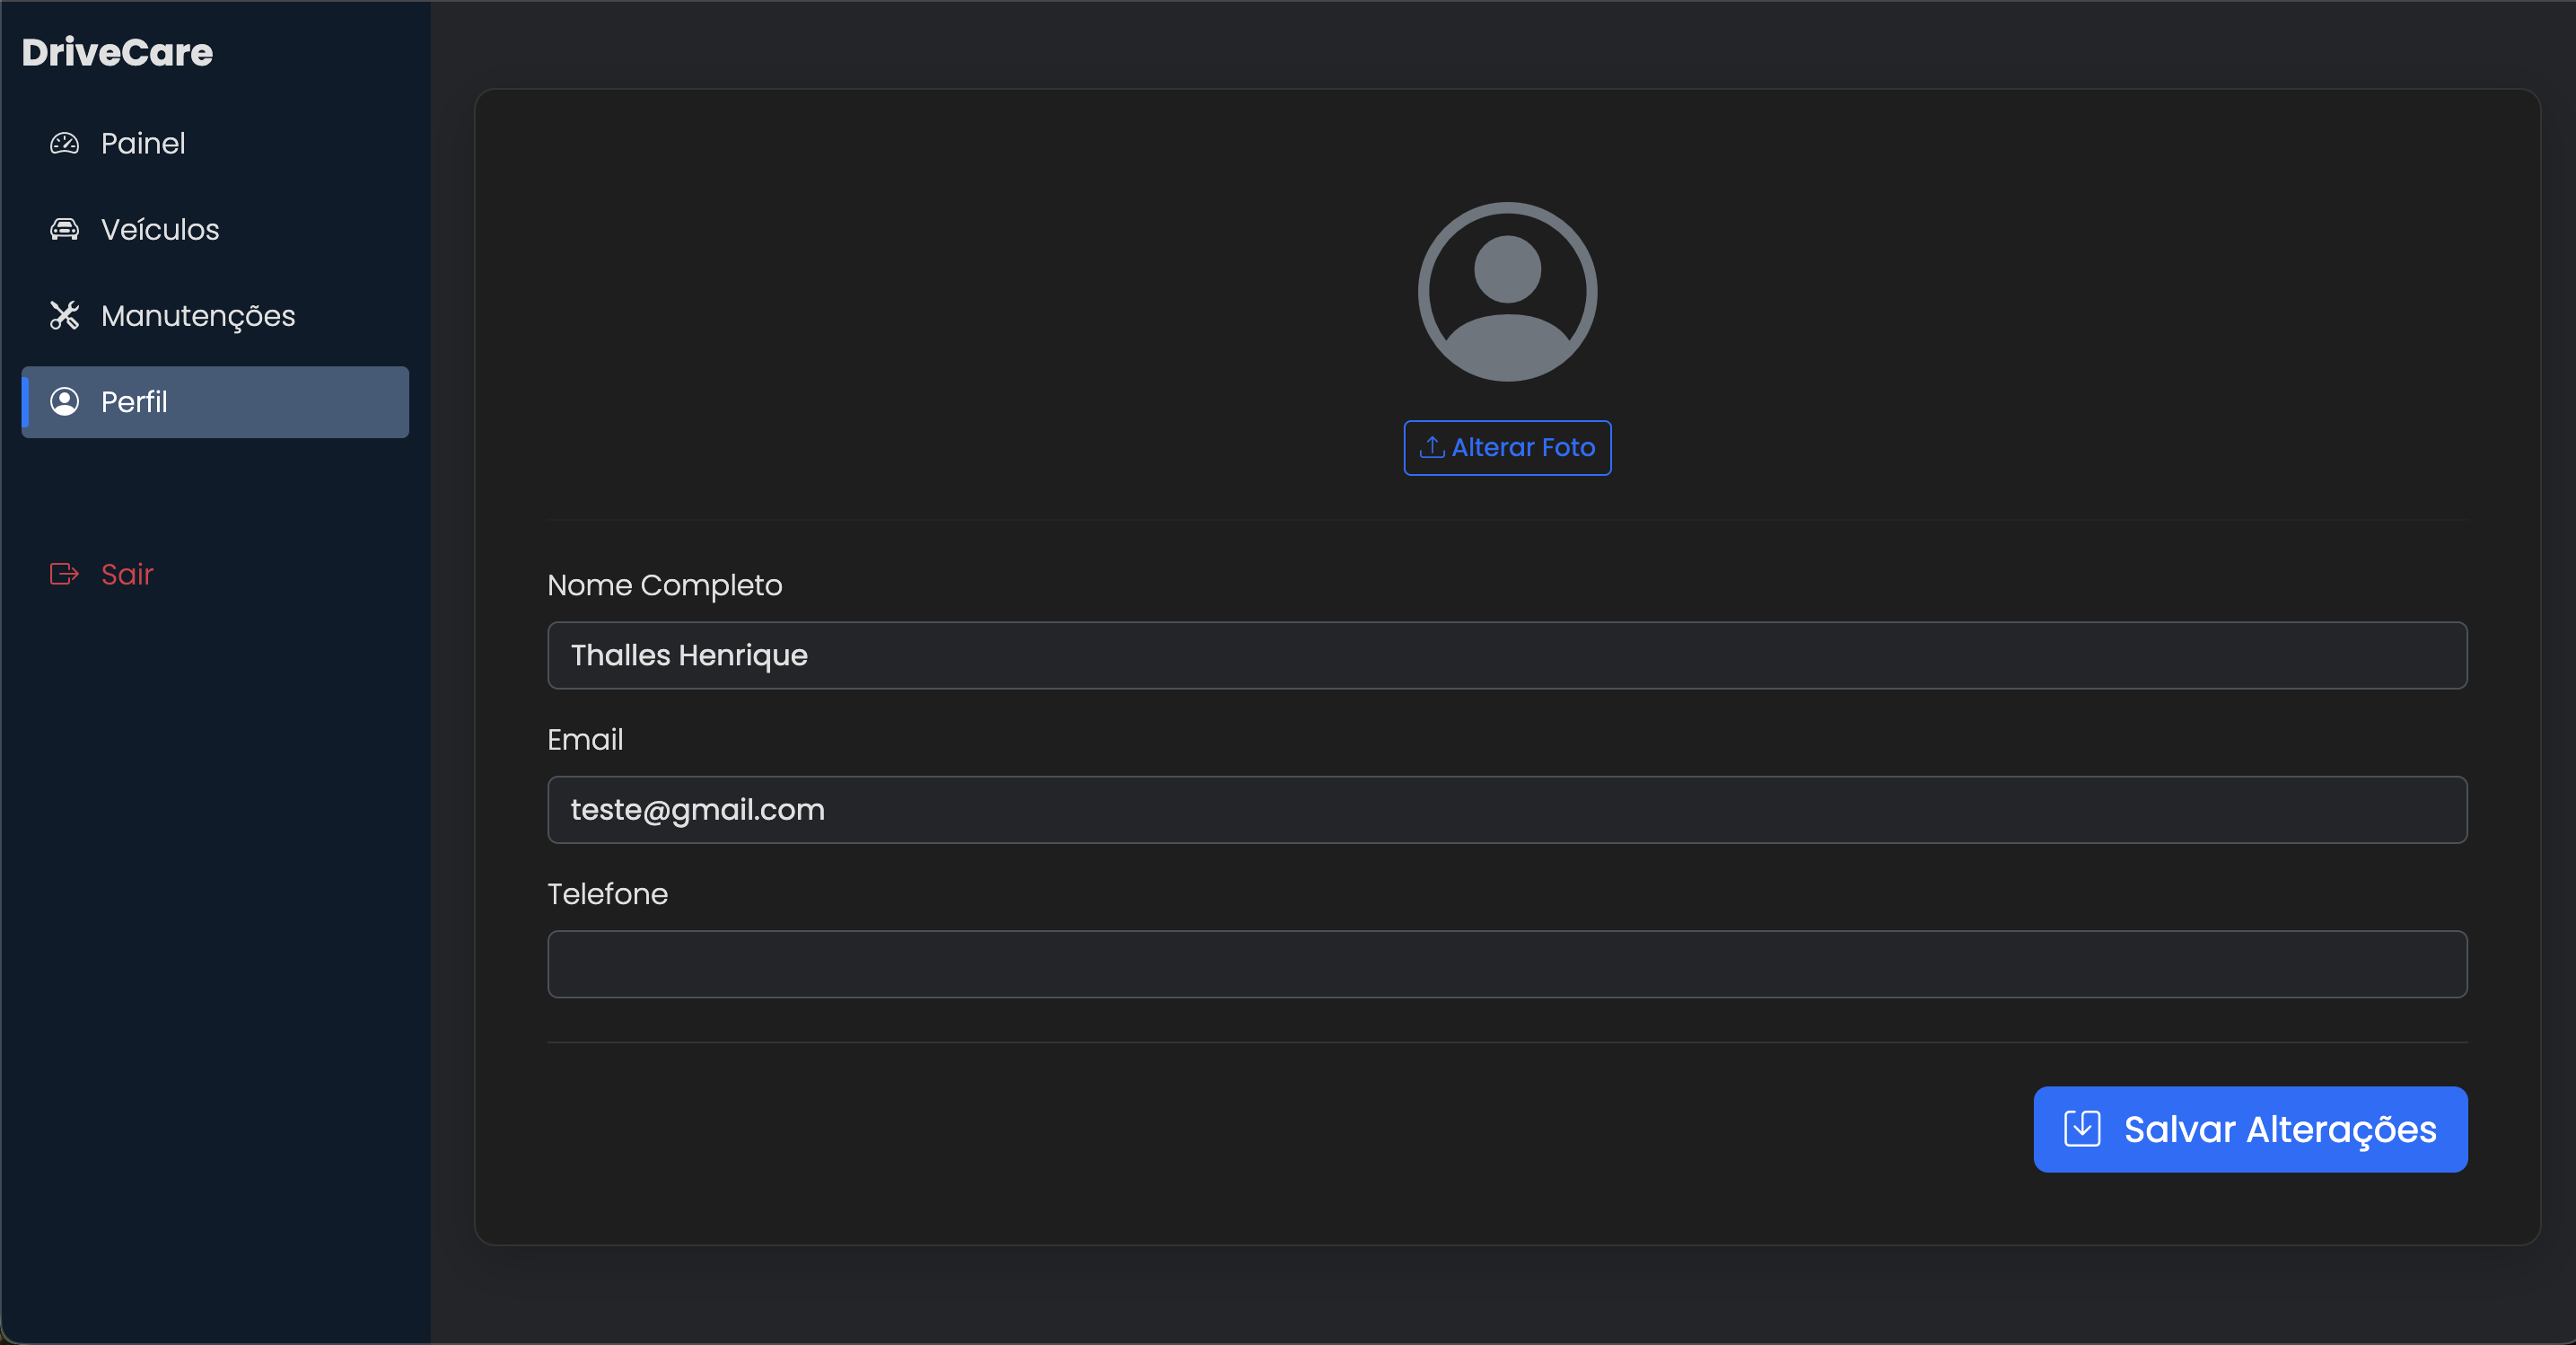 DriveCare
Painel
Veículos
Manutenções
Perfil
Sair
Alterar Foto
Nome Completo
Thalles Henrique
Email
teste@gmail.com
Telefone
Salvar Alterações